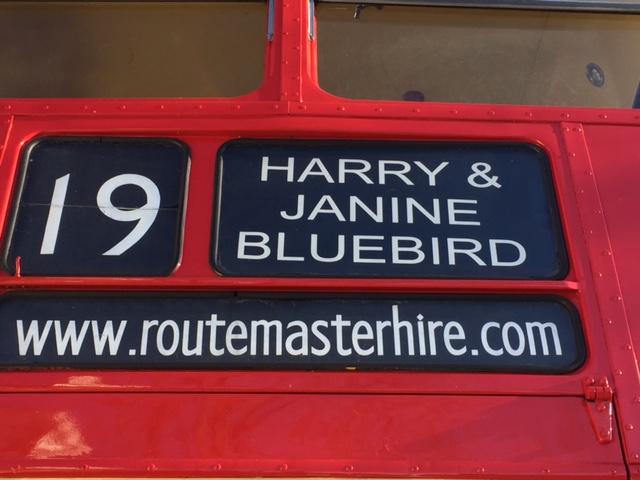 19
HARRY &
JANINE
BLUEBIRD
www.routemasterhire.com